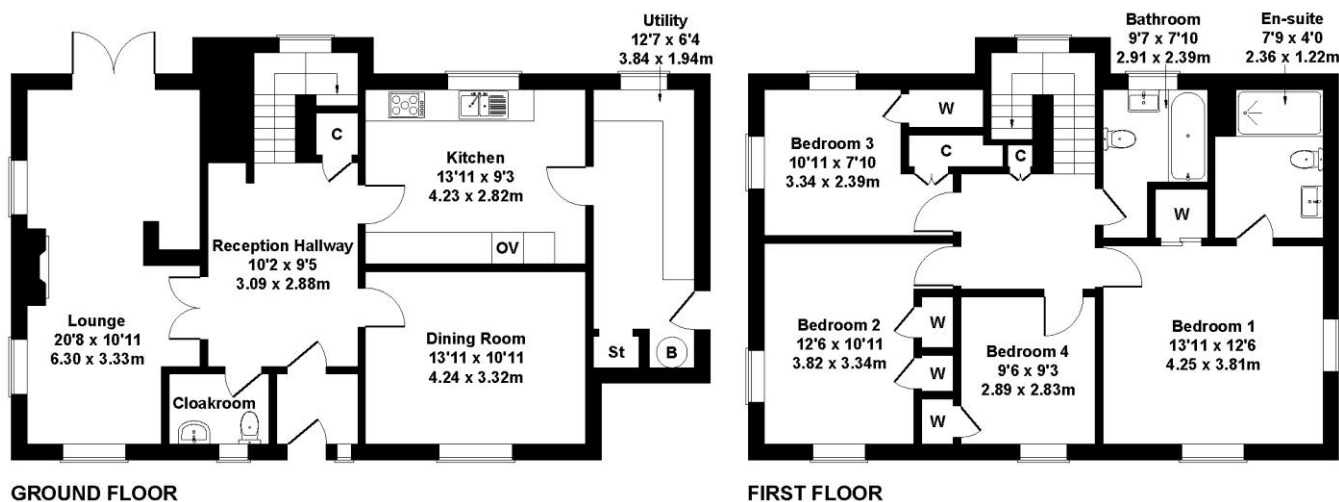 Utility
12'7 x 6'4
3.84 x 1.94m
C
Kitchen
13'11 x 9'3
4.23 x 2.82m
OV
Reception Hallway
10'2 x 9'5
3.09 x 2.88m
Lounge
20'8 x 10'11
6.30 x 3.33m
Dining Room
13'11 x 10'11
4.24 x 3.32m
St
B
Cloakroom
GROUND FLOOR
Bathroom
9'7 x 7'10
2.91 x 2.39m
En-suite
7'9 x 4'0
2.36 x 1.22m
W
Bedroom 3
10'11 x 7'10
3.34 x 2.39m
C
C
W
Bedroom 2
12'6 x 10'11
3.82 x 3.34m
W
W
W
Bedroom 4
9'6 x 9'3
2.89 x 2.83m
Bedroom 1
13'11 x 12'6
4.25 x 3.81m
FIRST FLOOR